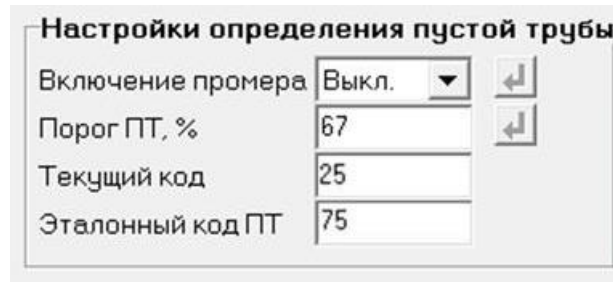 Настройки определения пустой трубы
Включение промера Выкл.
Порог ПТ, % 67
Текущий код 25
Эталонный код ПТ 75